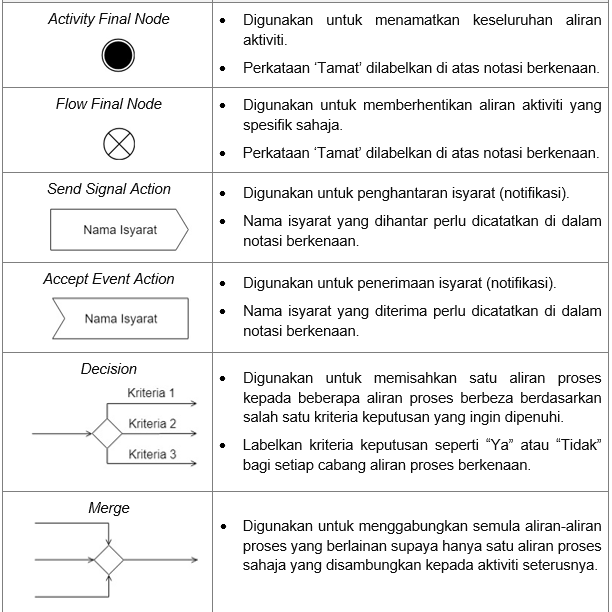 Activity Final Node
• Digunakan untuk menamatkan keseluruhan aliran
aktiviti.
• Perkataan ‘Tamat’ dilabelkan di atas notasi berkenaan.
Flow Final Node
• Digunakan untuk memberhentikan aliran aktiviti yang
spesifik sahaja.
• Perkataan ‘Tamat’ dilabelkan di atas notasi berkenaan.
Send Signal Action
Nama Isyarat
• Digunakan untuk penghantaran isyarat (notifikasi).
• Nama isyarat yang dihantar perlu dicatatkan di dalam
notasi berkenaan.
Accept Event Action
Nama Isyarat
• Digunakan untuk penerimaan isyarat (notifikasi).
• Nama isyarat yang diterima perlu dicatatkan di dalam
notasi berkenaan.
Decision
Kriteria 1
Kriteria 2
Kriteria 3
• Digunakan untuk memisahkan satu aliran proses
kepada beberapa aliran proses berbeza berdasarkan
salah satu kriteria keputusan yang ingin dipenuhi.
• Labelkan kriteria keputusan seperti “Ya” atau “Tidak”
bagi setiap cabang aliran proses berkenaan.
Merge
• Digunakan untuk menggabungkan semula aliran-aliran
proses yang berlainan supaya hanya satu aliran proses
sahaja yang disambungkan kepada aktiviti seterusnya.